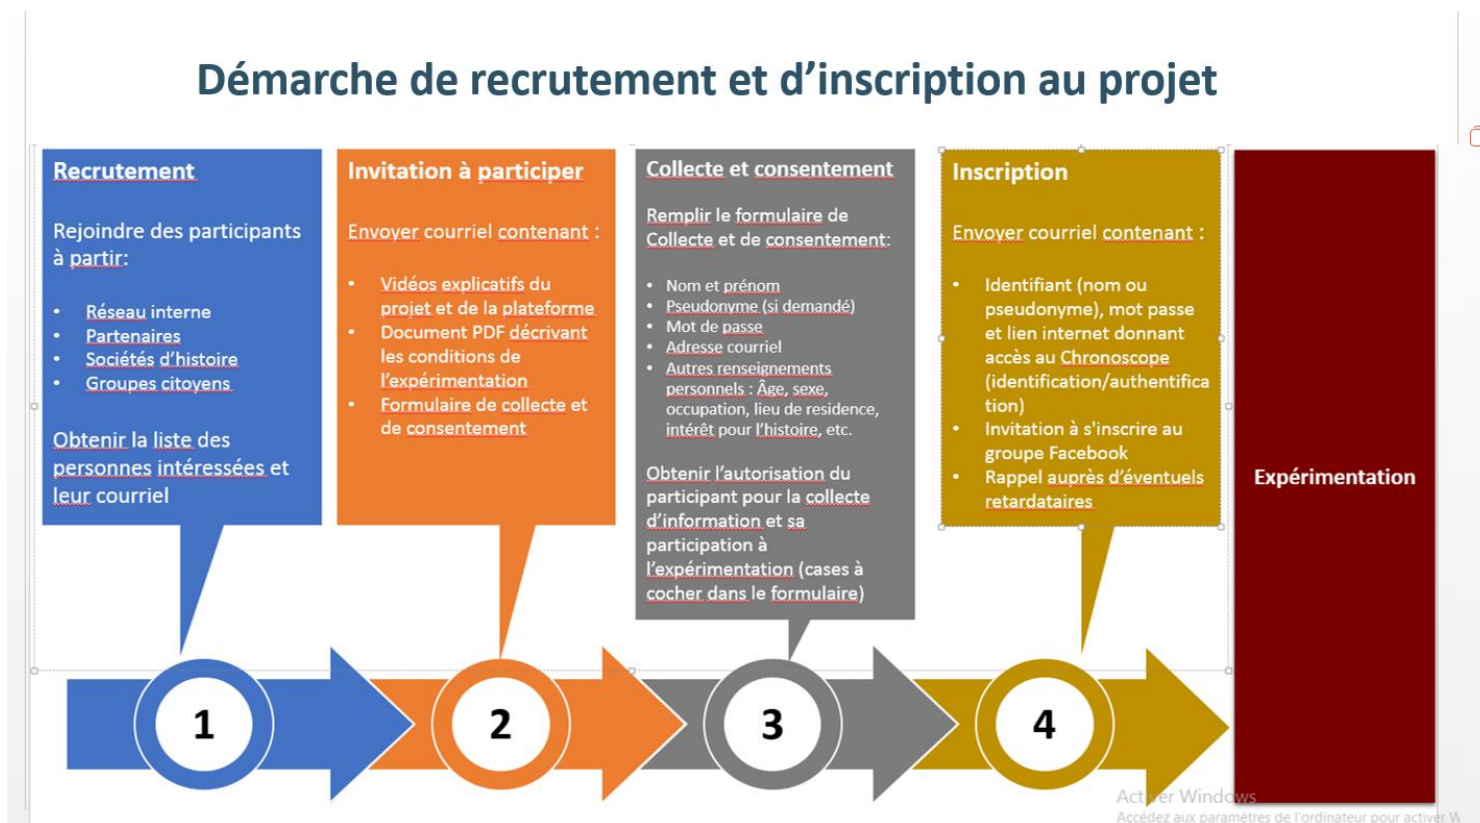 Démarche de recrutement et d'inscription au projet
Recrutement
Rejoindre des participants
à partir:
• Réseau interne
• Partenaires
• Sociétés d'histoire
• Groupes citoyens
Obtenir la liste des
personnes intéressées et
leur courriel
Invitation à participer
Envoyer courriel contenant :
• Vidéos explicatifs du
projet et de la plateforme
• Document PDF décrivant
les conditions de
l'expérimentation
• Formulaire de collecte et
de consentement
Collecte et consentement
Remplir le formulaire de
Collecte et de consentement:
• Nom et prénom
• Pseudonyme (si demandé)
• Mot de passe
• Adresse courriel
• Autres renseignements
personnels : Âge, sexe,
occupation, lieu de residence,
intérêt pour l'histoire, etc.
Obtenir l'autorisation du
participant pour la collecte
d'information et sa
participation à
l'expérimentation (cases à
cocher dans le formulaire)
Inscription
Envoyer courriel contenant :
• Identifiant (nom ou
pseudonyme), mot passe
et lien internet donnant
accès au Chronoscope
(identification/authentifica
tion)
• Invitation à s'inscrire au
groupe Facebook
• Rappel auprès d'éventuels
retardataires
Expérimentation
1
2
3
4
Activer Windows
Accédez aux paramètres de l'ordinateur pour activer W